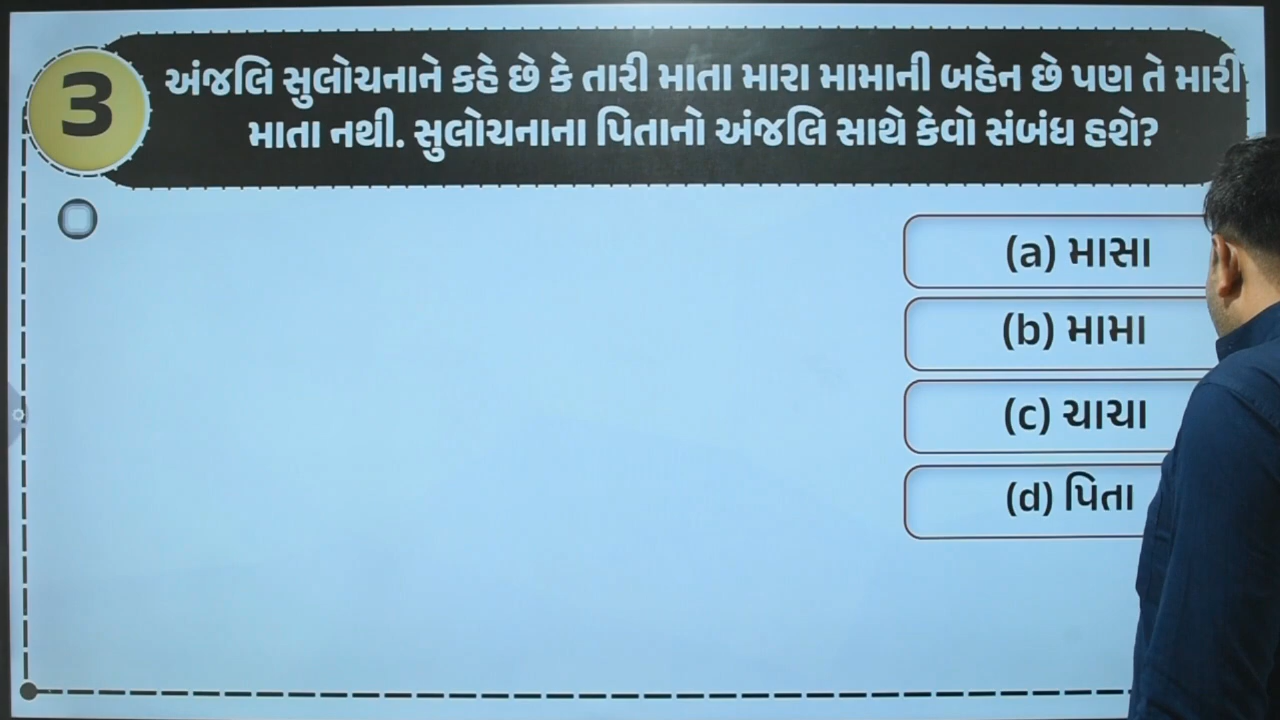 3
અંજલિ સુલોચનાને કહે છે કે તારી માતા મારા મામાની બહેન છે પણ તે મારી
માતા નથી. સુલોચનાના પિતાનો અંજલિ સાથે કેવો સંબંધ હશે?
(a) માસા
(b) મામા
(c) ચાચા
(d) પિતા